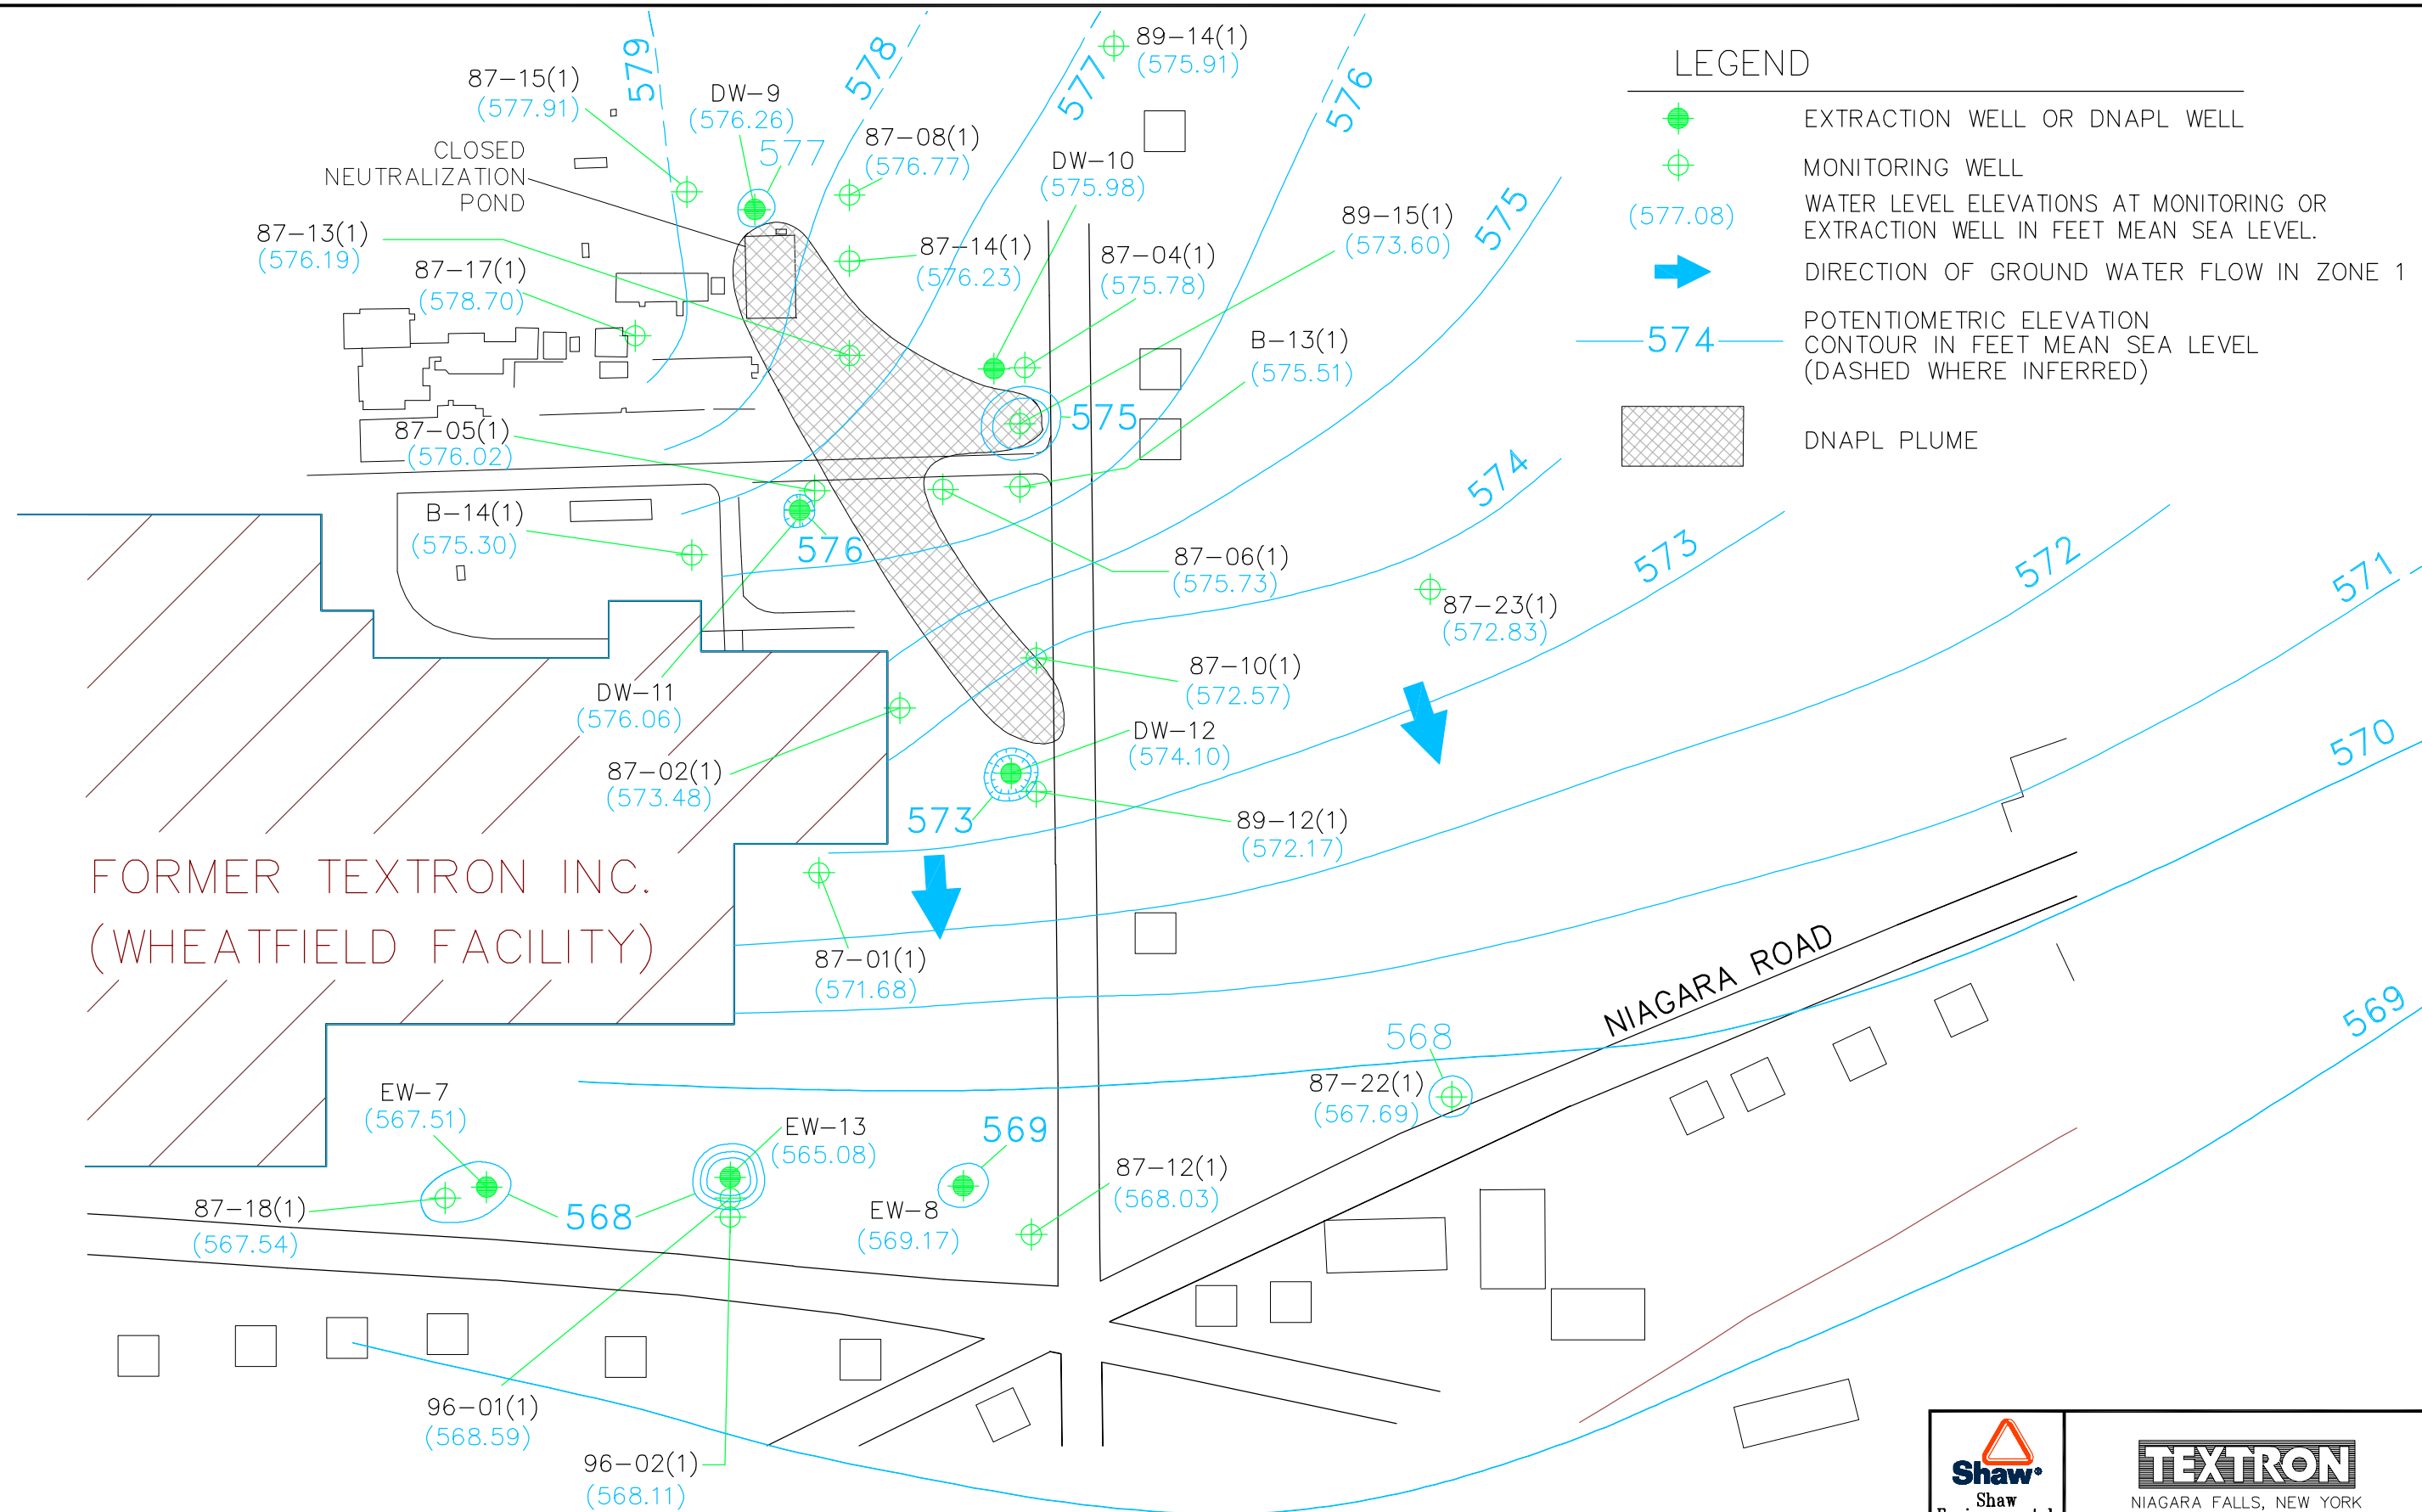 579
578
577
576
575
574
573
572
571
570
569
87-15(1)
(577.91)
DW-9
(576.26)
577
87-08(1)
(576.77)
89-14(1)
(575.91)
CLOSED
NEUTRALIZATION
POND
DW-10
(575.98)
87-13(1)
(576.19)
87-17(1)
(578.70)
87-14(1)
(576.23)
87-04(1)
(575.78)
89-15(1)
(573.60)
B-13(1)
(575.51)
575
87-05(1)
(576.02)
B-14(1)
(575.30)
576
87-06(1)
(575.73)
87-23(1)
(572.83)
DW-11
(576.06)
87-10(1)
(572.57)
DW-12
(574.10)
87-02(1)
(573.48)
573
89-12(1)
(572.17)
FORMER TEXTRON INC.
(WHEATFIELD FACILITY)
87-01(1)
(571.68)
NIAGARA ROAD
568
87-22(1)
(567.69)
EW-7
(567.51)
EW-13
(565.08)
569
87-12(1)
(568.03)
87-18(1)
(567.54)
568
EW-8
(569.17)
96-01(1)
(568.59)
96-02(1)
(568.11)
LEGEND
EXTRACTION WELL OR DNAPL WELL
MONITORING WELL
(577.08)
WATER LEVEL ELEVATIONS AT MONITORING OR
EXTRACTION WELL IN FEET MEAN SEA LEVEL.
DIRECTION OF GROUND WATER FLOW IN ZONE 1
574
POTENTIOMETRIC ELEVATION
CONTOUR IN FEET MEAN SEA LEVEL
(DASHED WHERE INFERRED)
DNAPL PLUME
Shaw®
Shaw
TEXTRON
NIAGARA FALLS, NEW YORK